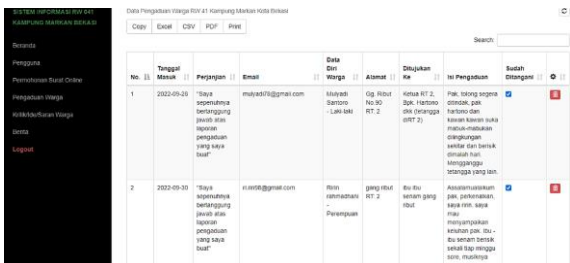 SISTEM INFORMASI RW 041
KAMPUNG MARKAN BEKASI
Beranda
Pengguna
Permohonan Surat Online
Pengaduan Warga
Kritik/Ide/Saran Warga
Berita
Logout
Data Pengaduan Warga RW 41 Kampung Markan Kota Bekasi
Copy Excel CSV PDF Print
Search:
No. Tanggal Masuk Perjanjian Email Data Diri Warga Alamat Ditujukan Ke Isi Pengaduan Sudah Ditangani
1 2022-09-26
"Saya
sepenuhnya
bertanggung
jawab atas
laporan
pengaduan
yang saya
buat"
mulyadi78@gmail.com
Mulyadi
Santoro
- Laki-laki
Gg. Ribut
No.90
RT 2
Ketua RT 2,
Bpk. Hartono
dkk (tetangga
diRT 2)
Pak, tolong segera
ditindak, pak
hartono dan
kawan kawan suka
mabuk-mabukan
dilingkungan
sekitar dan berisik
dimalah hari.
Mengganggu
tetangga yang lain.
2 2022-09-30
"Saya
sepenuhnya
bertanggung
jawab atas
laporan
pengaduan
yang saya
buat"
Ririn
rahmadhani
-
Perempuan
gang ribut
RT 2
ibu ibu
senam gang
ribut
Assalamualaikum
pak, perkenalkan,
saya ririn. saya
mau
menyampaikan
keluhan pak. ibu -
ibu senam berisik
sekali tiap minggu
sore, musiknya